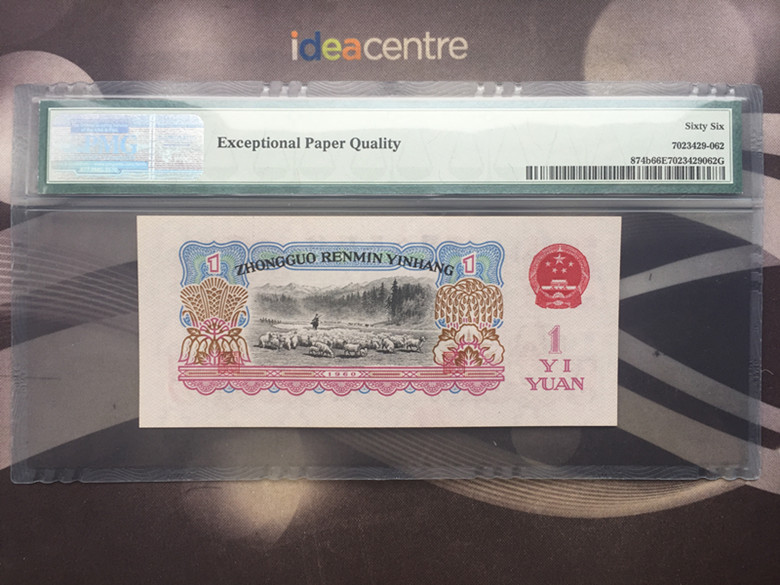 ideacentre
Exceptional Paper Quality
Sixty Six
7023429-062
874b66E7023429062G
1
ZHONGGUO RENMIN YINHANG
1
1
YI
YUAN
1960